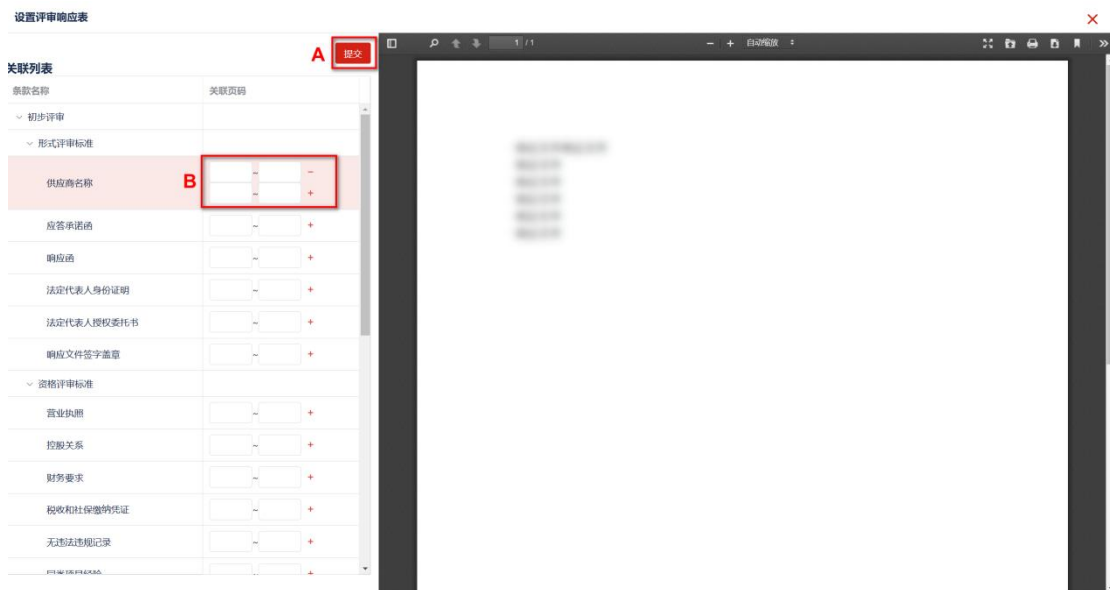 设置评审响应表
×
A
提交
关联列表
条款名称 关联页码
初步评审
形式评审标准
供应商名称
B
~ −
~ +
应答承诺函 ~ +
响应函 ~ +
法定代表人身份证明 ~ +
法定代表人授权委托书 ~ +
响应文件签字盖章 ~ +
资格评审标准
营业执照 ~ +
控股关系 ~ +
财务要求 ~ +
税收和社保缴纳凭证 ~ +
无违法违规记录 ~ +
1 / 1
− + 自动缩放